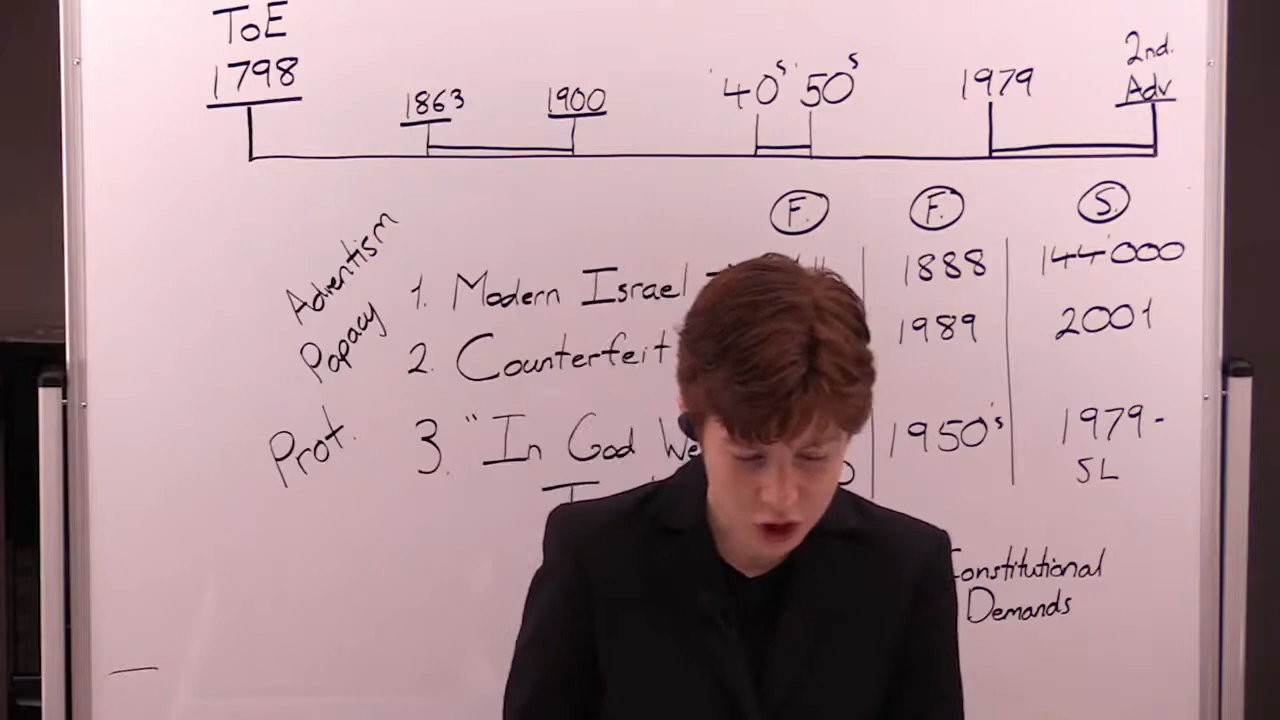 ToE
1798
1863
1900
'40s '50s
1979
2nd.
Adv
F. F. S.
Adventism
1. Modern Israel 1888 144'000
Papacy
2. Counterfeit 1989 2001
Prot.
3. "In God We 1950's 1979-
SL
Constitutional
Demands